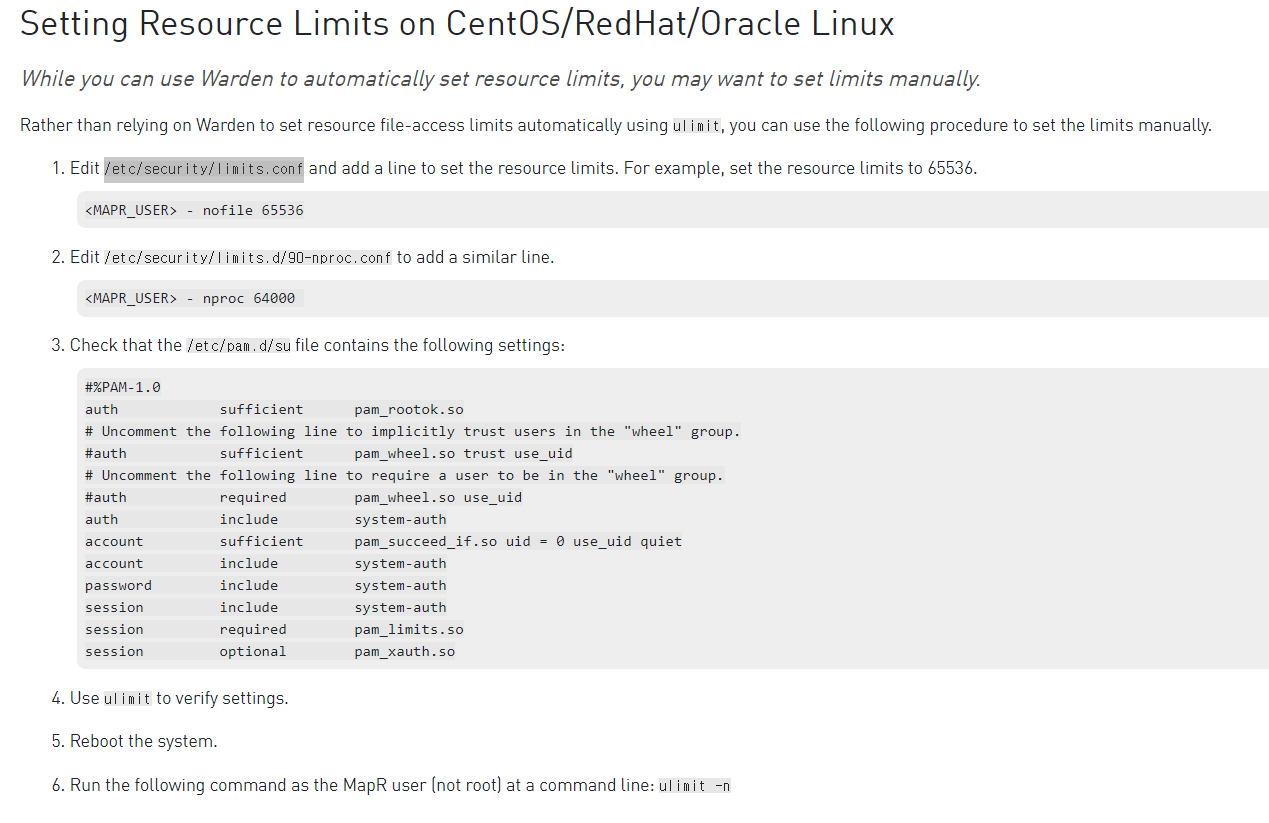 Setting Resource Limits on CentOS/RedHat/Oracle Linux
While you can use Warden to automatically set resource limits, you may want to set limits manually.
Rather than relying on Warden to set resource file-access limits automatically using ulimit, you can use the following procedure to set the limits manually.
1. Edit /etc/security/limits.conf and add a line to set the resource limits. For example, set the resource limits to 65536.
<MAPR_USER> - nofile 65536
2. Edit /etc/security/limits.d/90-nproc.conf to add a similar line.
<MAPR_USER> - nproc 64000
3. Check that the /etc/pam.d/su file contains the following settings:
#%PAM-1.0
auth            sufficient      pam_rootok.so
# Uncomment the following line to implicitly trust users in the "wheel" group.
#auth           sufficient      pam_wheel.so trust use_uid
# Uncomment the following line to require a user to be in the "wheel" group.
#auth           required        pam_wheel.so use_uid
auth            include         system-auth
account         sufficient      pam_succeed_if.so uid = 0 use_uid quiet
account         include         system-auth
password        include         system-auth
session         include         system-auth
session         required        pam_limits.so
session         optional        pam_xauth.so
4. Use ulimit to verify settings.
5. Reboot the system.
6. Run the following command as the MapR user (not root) at a command line: ulimit -n